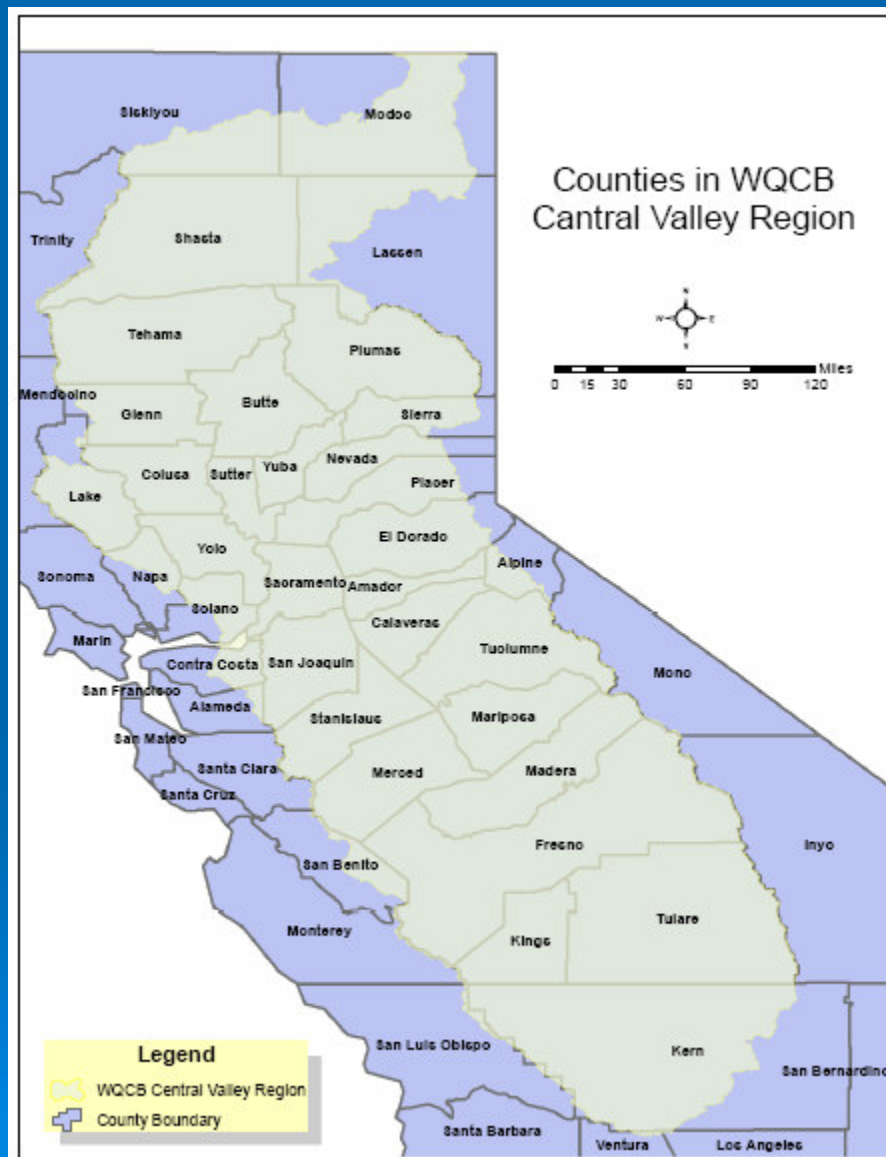 Siskiyou
Modoc
Counties in WQCB
Cantral Valley Region
Trinity
Shasta
Lassen
N
W E
S
Tehama
Plumas
Miles
0 15 30 60 90 120
Mendocino
Glenn
Butte
Sierra
Colusa
Sutter
Yuba
Nevada
Placer
Lake
Yolo
El Dorado
Sonoma
Napa
Sacramento
Amador
Alpine
Solano
Calaveras
Marin
Contra Costa
San Joaquin
Tuolumne
Mono
San Francisco
Alameda
Stanislaus
Mariposa
San Mateo
Santa Clara
Merced
Madera
Santa Cruz
Fresno
Inyo
San Benito
Tulare
Monterey
Kings
San Luis Obispo
Kern
San Bernardino
Legend
WQCB Central Valley Region
County Boundary
Santa Barbara
Ventura
Los Angeles